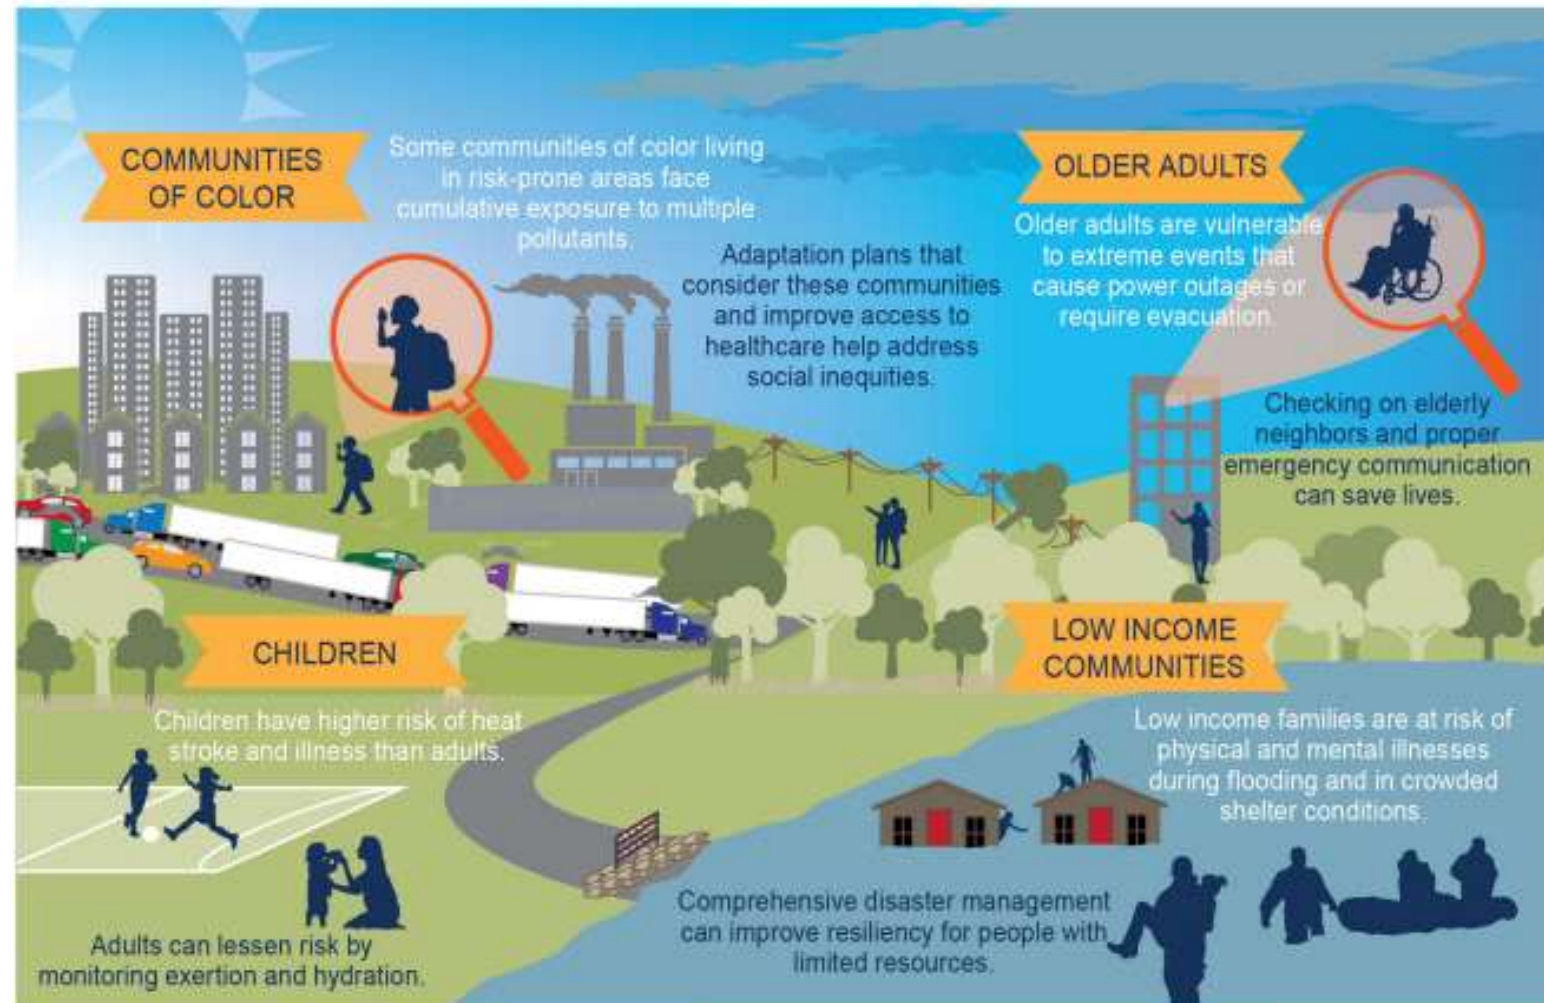 COMMUNITIES
OF COLOR
Some communities of color living
in risk-prone areas face
cumulative exposure to multiple
pollutants.
Adaptation plans that
consider these communities
and improve access to
healthcare help address
social inequities.
OLDER ADULTS
Older adults are vulnerable
to extreme events that
cause power outages or
require evacuation.
Checking on elderly
neighbors and proper
emergency communication
can save lives.
CHILDREN
Children have higher risk of heat
stroke and illness than adults.
Adults can lessen risk by
monitoring exertion and hydration.
LOW INCOME
COMMUNITIES
Low income families are at risk of
physical and mental illnesses
during flooding and in crowded
shelter conditions.
Comprehensive disaster management
can improve resiliency for people with
limited resources.